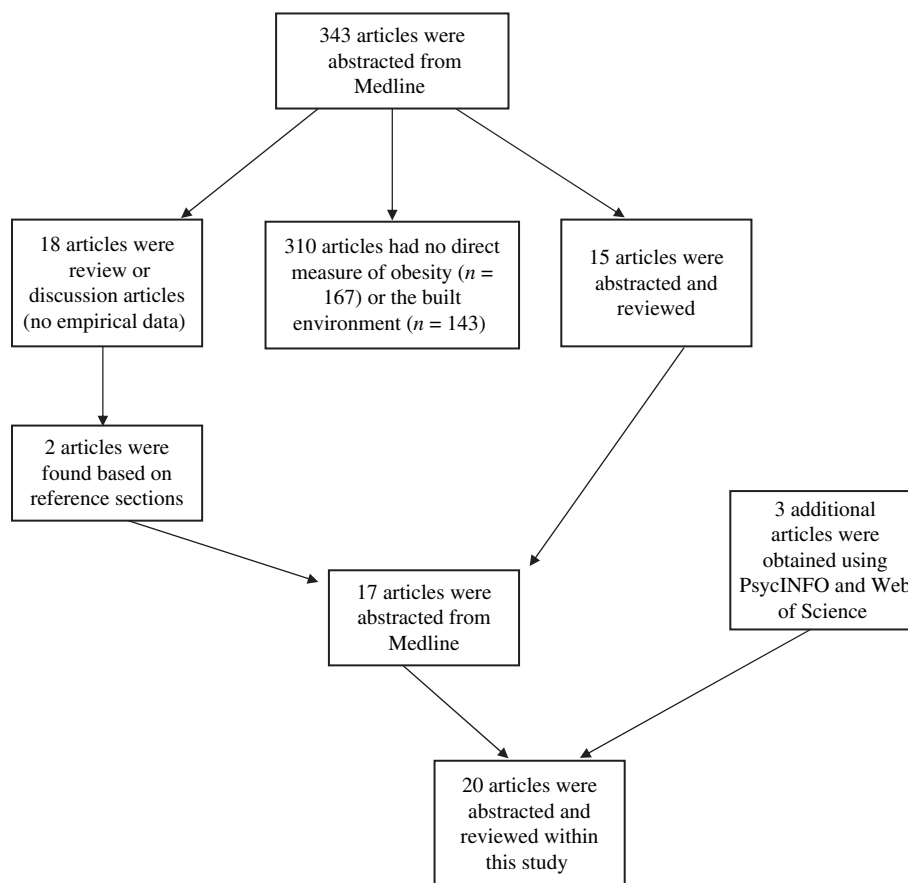 343 articles were
abstracted from
Medline
18 articles were
review or
discussion articles
(no empirical data)
310 articles had no direct
measure of obesity (n =
167) or the built
environment (n = 143)
15 articles were
abstracted and
reviewed
2 articles were
found based on
reference sections
3 additional
articles were
obtained using
PsycINFO and Web
of Science
17 articles were
abstracted from
Medline
20 articles were
abstracted and
reviewed within
this study